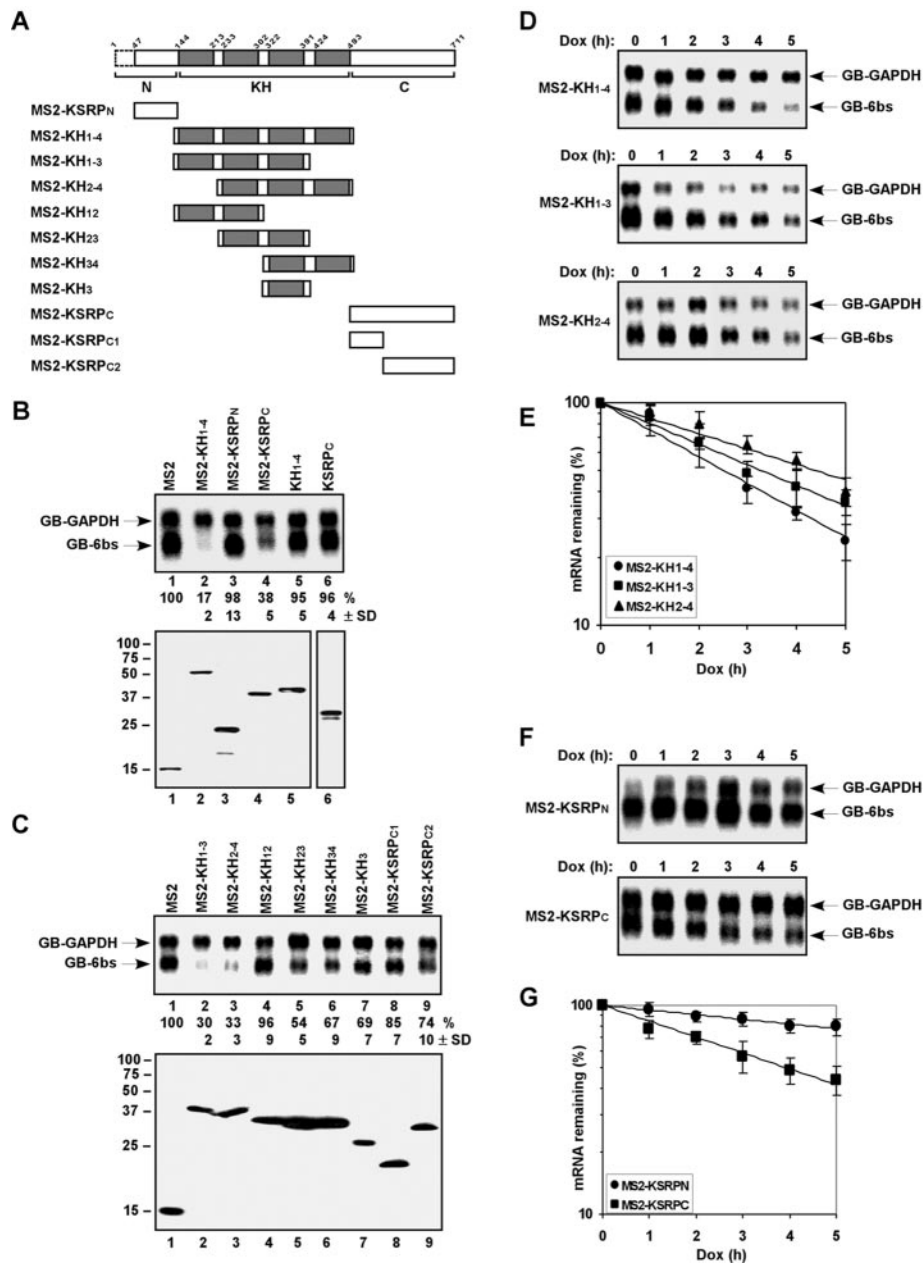 A
1 47 144 213 233 302 322 391 424 493 711
N KH C
MS2-KSRPN
MS2-KH1-4
MS2-KH1-3
MS2-KH2-4
MS2-KH12
MS2-KH23
MS2-KH34
MS2-KH3
MS2-KSRPC
MS2-KSRPC1
MS2-KSRPC2
B
MS2 MS2-KH1-4 MS2-KSRPN MS2-KSRPC KH1-4 KSRPC
GB-GAPDH
GB-6bs
1 2 3 4 5 6
100 17 98 38 95 96 %
2 13 5 5 4 ± SD
100 –
75 –
50 –
37 –
25 –
15 –
1 2 3 4 5 6
C
MS2 MS2-KH1-3 MS2-KH2-4 MS2-KH12 MS2-KH23 MS2-KH34 MS2-KH3 MS2-KSRPC1 MS2-KSRPC2
GB-GAPDH
GB-6bs
1 2 3 4 5 6 7 8 9
100 30 33 96 54 67 69 85 74 %
2 3 9 5 9 7 7 10 ± SD
100 –
75 –
50 –
37 –
25 –
15 –
1 2 3 4 5 6 7 8 9
D
Dox (h): 0 1 2 3 4 5
MS2-KH1-4
GB-GAPDH
GB-6bs
Dox (h): 0 1 2 3 4 5
MS2-KH1-3
GB-GAPDH
GB-6bs
Dox (h): 0 1 2 3 4 5
MS2-KH2-4
GB-GAPDH
GB-6bs
E
100
10
mRNA remaining (%)
MS2-KH1-4
MS2-KH1-3
MS2-KH2-4
0 1 2 3 4 5
Dox (h)
F
Dox (h): 0 1 2 3 4 5
MS2-KSRPN
GB-GAPDH
GB-6bs
Dox (h): 0 1 2 3 4 5
MS2-KSRPC
GB-GAPDH
GB-6bs
G
100
10
mRNA remaining (%)
MS2-KSRPN
MS2-KSRPC
0 1 2 3 4 5
Dox (h)